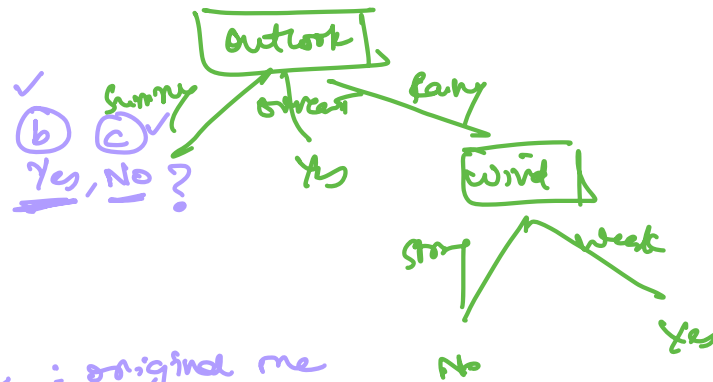 Outlook
Sunny Overcast Rainy
b c
Yes, No ?
Yes
Wind
Strong Weak
Yes
No
original me